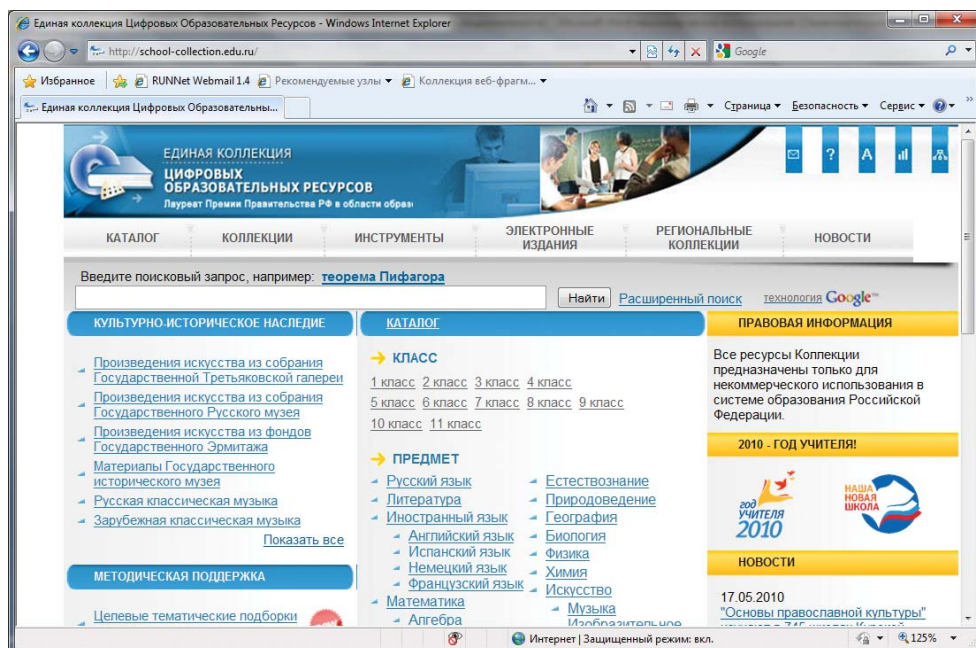 Единая коллекция Цифровых Образовательных Ресурсов - Windows Internet Explorer
http://school-collection.edu.ru/
Google
Избранное RUNNet Webmail 1.4 Рекомендуемые узлы Коллекция веб-фрагм...
Единая коллекция Цифровых Образовательны...
Страница Безопасность Сервис
ЕДИНАЯ КОЛЛЕКЦИЯ
ЦИФРОВЫХ
ОБРАЗОВАТЕЛЬНЫХ РЕСУРСОВ
Лауреат Премии Правительства РФ в области образ
? A
КАТАЛОГ КОЛЛЕКЦИИ ИНСТРУМЕНТЫ ЭЛЕКТРОННЫЕ ИЗДАНИЯ РЕГИОНАЛЬНЫЕ КОЛЛЕКЦИИ НОВОСТИ
Введите поисковый запрос, например: теорема Пифагора
Найти Расширенный поиск технология Google™
КУЛЬТУРНО-ИСТОРИЧЕСКОЕ НАСЛЕДИЕ
Произведения искусства из собрания
Государственной Третьяковской галереи
Произведения искусства из собрания
Государственного Русского музея
Произведения искусства из фондов
Государственного Эрмитажа
Материалы Государственного
исторического музея
Русская классическая музыка
Зарубежная классическая музыка
Показать все
МЕТОДИЧЕСКАЯ ПОДДЕРЖКА
Целевые тематические подборки
КАТАЛОГ
КЛАСС
1 класс 2 класс 3 класс 4 класс
5 класс 6 класс 7 класс 8 класс 9 класс
10 класс 11 класс
ПРЕДМЕТ
Русский язык
Литература
Иностранный язык
Английский язык
Испанский язык
Немецкий язык
Французский язык
Математика
Алгебра
Естествознание
Природоведение
География
Биология
Физика
Химия
Искусство
Музыка
Изобразительное
ПРАВОВАЯ ИНФОРМАЦИЯ
Все ресурсы Коллекции
предназначены только для
некоммерческого использования в
системе образования Российской
Федерации.
2010 - ГОД УЧИТЕЛЯ!
год
УЧИТЕЛЯ
2010
НАША
НОВАЯ
ШКОЛА
НОВОСТИ
17.05.2010
"Основы православной культуры"
Интернет | Защищенный режим: вкл.
125%